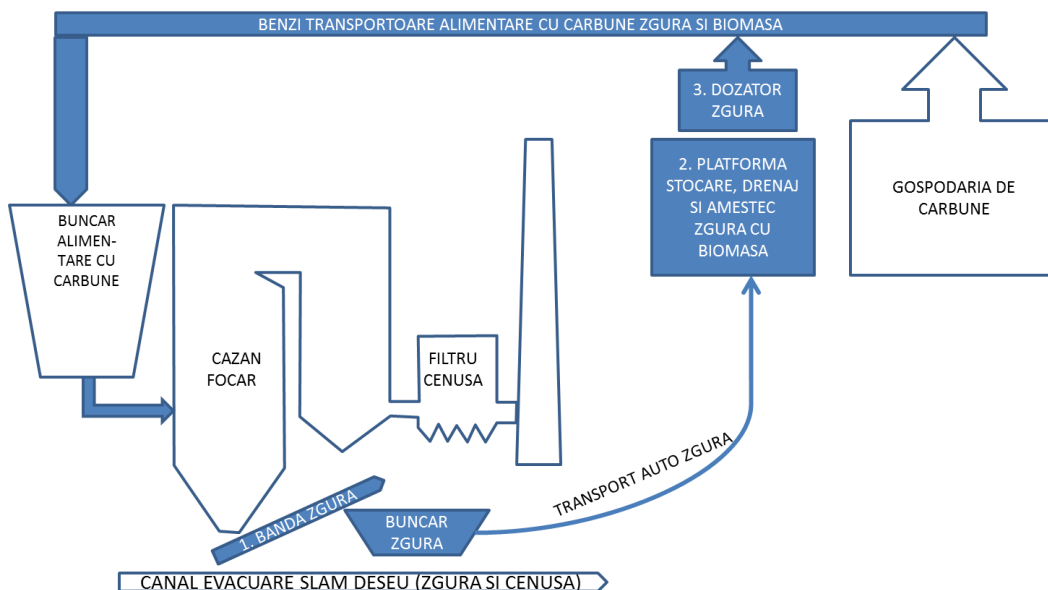 BENZI TRANSPORTOARE ALIMENTARE CU CARBUNE ZGURA SI BIOMASA
3. DOZATOR
ZGURA
2. PLATFORMA
STOCARE, DRENAJ
SI AMESTEC
ZGURA CU
BIOMASA
GOSPODARIA DE
CARBUNE
BUNCAR
ALIMEN-
TARE CU
CARBUNE
CAZAN
FOCAR
FILTRU
CENUSA
TRANSPORT AUTO ZGURA
1. BANDA ZGURA
BUNCAR
ZGURA
CANAL EVACUARE SLAM DESEU (ZGURA SI CENUSA)